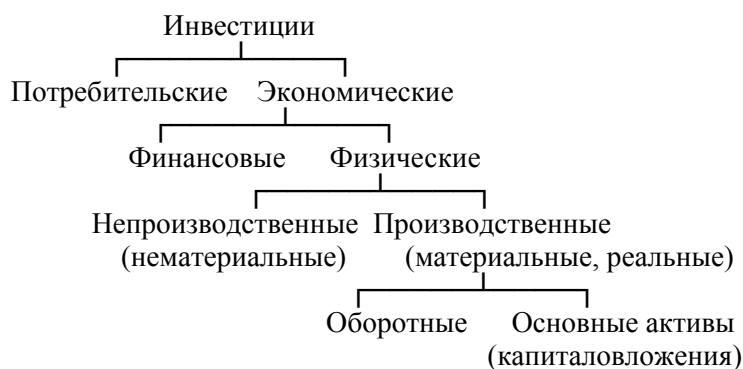 Инвестиции
Потребительские Экономические
Финансовые Физические
Непроизводственные Производственные
(нематериальные) (материальные, реальные)
Оборотные Основные активы
(капиталовложения)